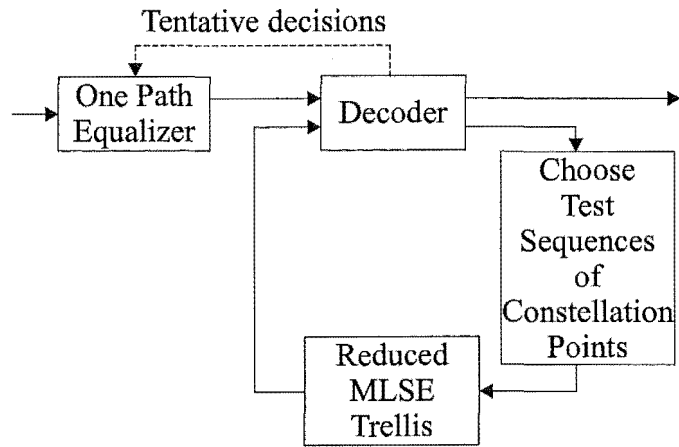 Tentative decisions
One Path
Equalizer
Decoder
Choose
Test
Sequences
of
Constellation
Points
Reduced
MLSE
Trellis